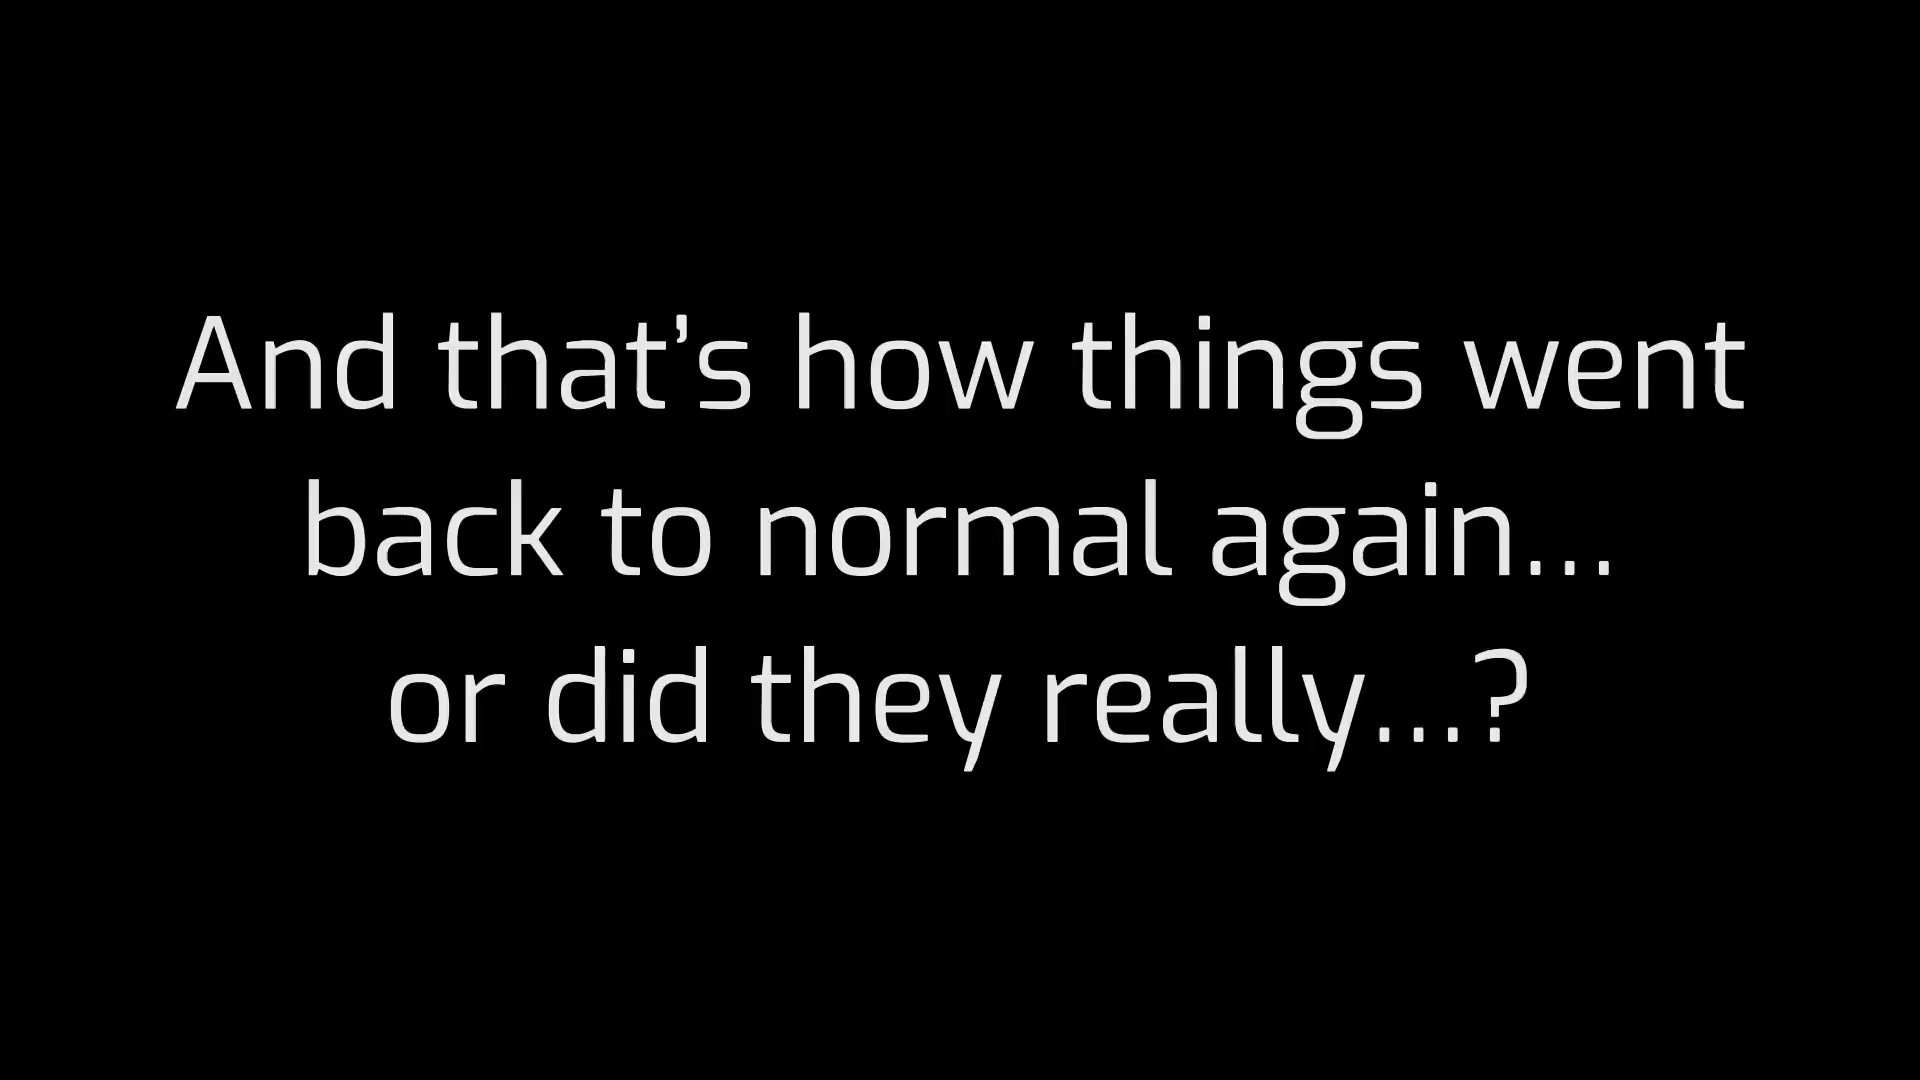 And that’s how things went
back to normal again...
or did they really...?